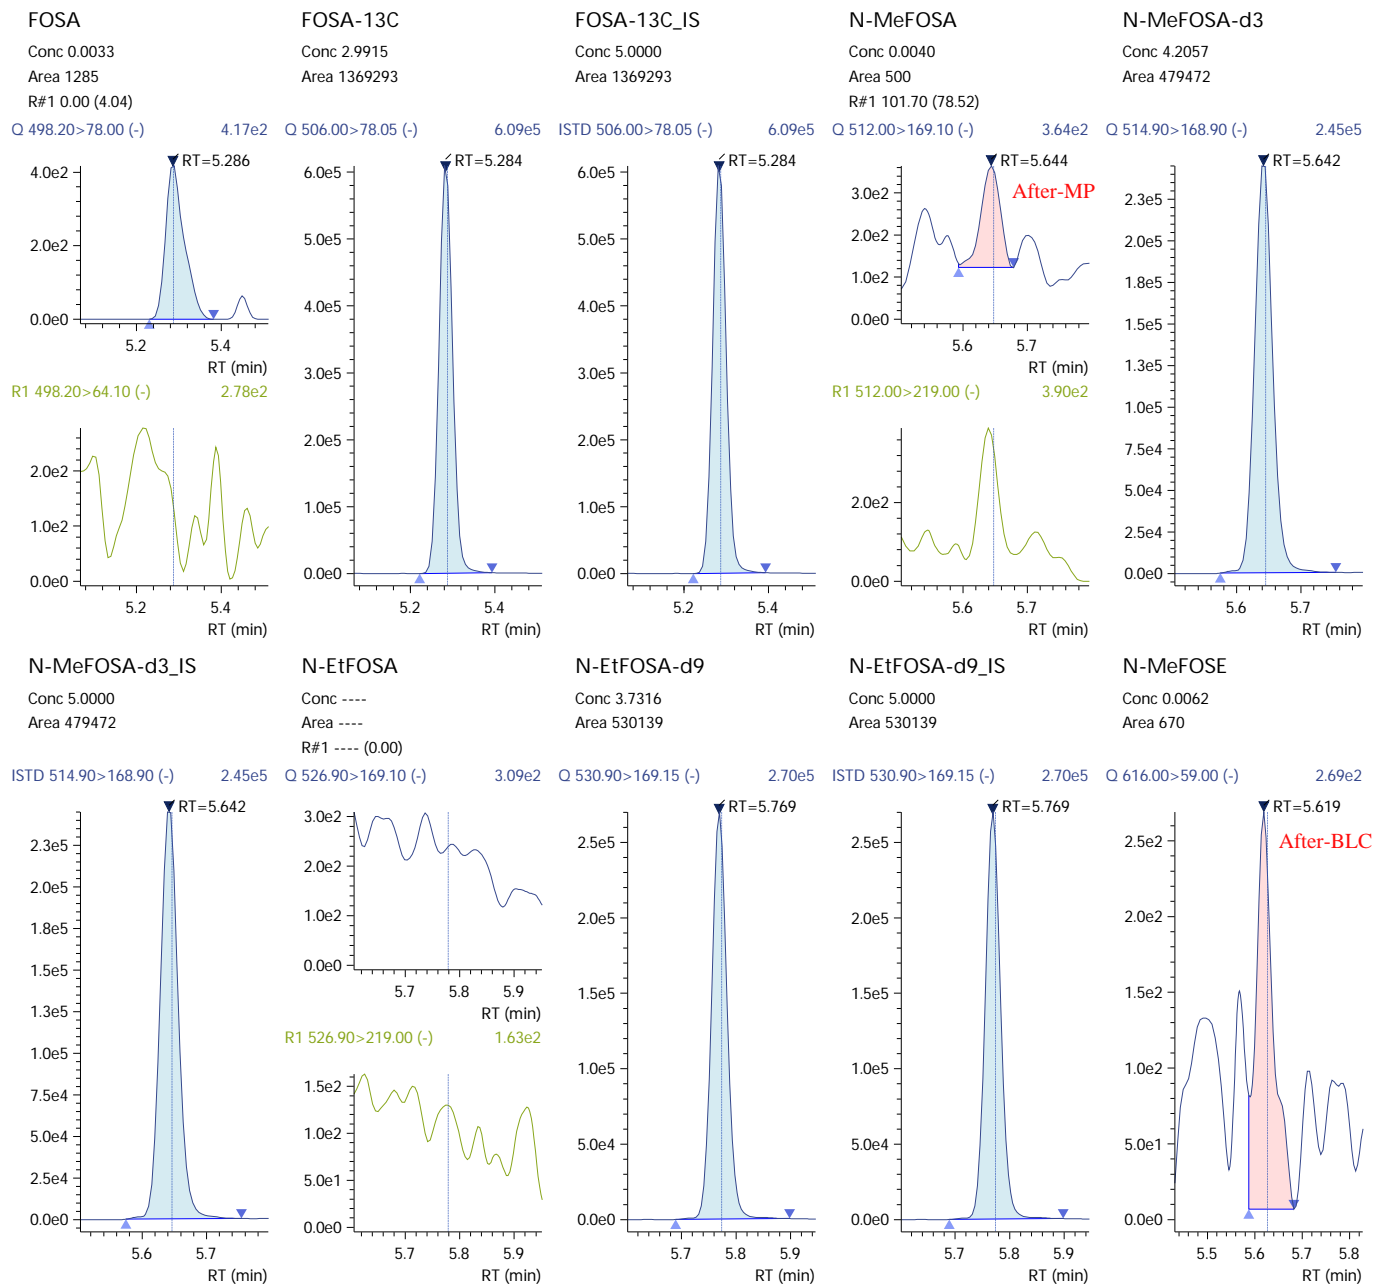 FOSA
Conc 0.0033
Area 1285
R#1 0.00 (4.04)
Q 498.20>78.00 (-) 4.17e2
RT=5.286
4.0e2
2.0e2
0.0e0
5.2 5.4
RT (min)
R1 498.20>64.10 (-) 2.78e2
2.0e2
1.0e2
0.0e0
5.2 5.4
RT (min)
FOSA-13C
Conc 2.9915
Area 1369293
Q 506.00>78.05 (-) 6.09e5
RT=5.284
6.0e5
5.0e5
4.0e5
3.0e5
2.0e5
1.0e5
0.0e0
5.2 5.4
RT (min)
FOSA-13C_IS
Conc 5.0000
Area 1369293
ISTD 506.00>78.05 (-) 6.09e5
RT=5.284
6.0e5
5.0e5
4.0e5
3.0e5
2.0e5
1.0e5
0.0e0
5.2 5.4
RT (min)
N-MeFOSA
Conc 0.0040
Area 500
R#1 101.70 (78.52)
Q 512.00>169.10 (-) 3.64e2
RT=5.644
After-MP
3.0e2
2.0e2
1.0e2
0.0e0
5.6 5.7
RT (min)
R1 512.00>219.00 (-) 3.90e2
2.0e2
0.0e0
5.6 5.7
RT (min)
N-MeFOSA-d3
Conc 4.2057
Area 479472
Q 514.90>168.90 (-) 2.45e5
RT=5.642
2.3e5
2.0e5
1.8e5
1.5e5
1.3e5
1.0e5
7.5e4
5.0e4
2.5e4
0.0e0
5.6 5.7
RT (min)
N-MeFOSA-d3_IS
Conc 5.0000
Area 479472
ISTD 514.90>168.90 (-) 2.45e5
RT=5.642
2.3e5
2.0e5
1.8e5
1.5e5
1.3e5
1.0e5
7.5e4
5.0e4
2.5e4
0.0e0
5.6 5.7
RT (min)
N-EtFOSA
Conc ----
Area ----
R#1 ---- (0.00)
Q 526.90>169.10 (-) 3.09e2
3.0e2
2.0e2
1.0e2
0.0e0
5.7 5.8 5.9
RT (min)
R1 526.90>219.00 (-) 1.63e2
1.5e2
1.0e2
5.0e1
0.0e0
5.7 5.8 5.9
RT (min)
N-EtFOSA-d9
Conc 3.7316
Area 530139
Q 530.90>169.15 (-) 2.70e5
RT=5.769
2.5e5
2.0e5
1.5e5
1.0e5
5.0e4
0.0e0
5.7 5.8 5.9
RT (min)
N-EtFOSA-d9_IS
Conc 5.0000
Area 530139
ISTD 530.90>169.15 (-) 2.70e5
RT=5.769
2.5e5
2.0e5
1.5e5
1.0e5
5.0e4
0.0e0
5.7 5.8 5.9
RT (min)
N-MeFOSE
Conc 0.0062
Area 670
Q 616.00>59.00 (-) 2.69e2
RT=5.619
After-BLC
2.5e2
2.0e2
1.5e2
1.0e2
5.0e1
0.0e0
5.5 5.6 5.7 5.8
RT (min)